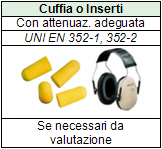 Cuffia o Inserti
Con attenuaz. adeguata
UNI EN 352-1, 352-2
Se necessari da
valutazione